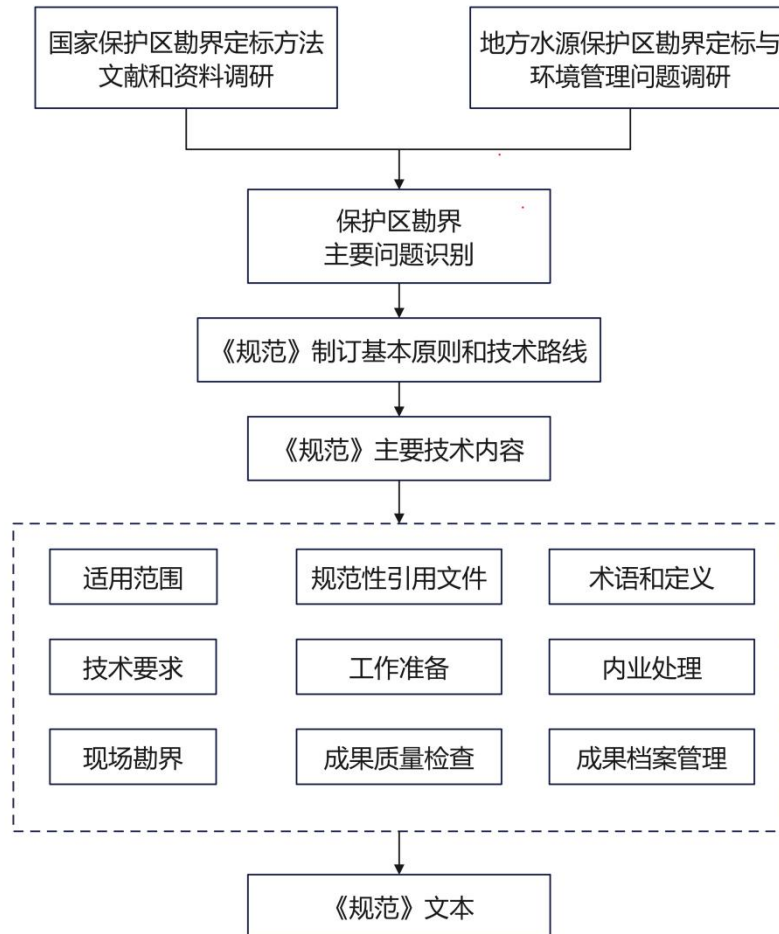 国家保护区勘界定标方法
文献和资料调研
地方水源保护区勘界定标与
环境管理问题调研
保护区勘界
主要问题识别
《规范》制订基本原则和技术路线
《规范》主要技术内容
适用范围
规范性引用文件
术语和定义
技术要求
工作准备
内业处理
现场勘界
成果质量检查
成果档案管理
《规范》文本